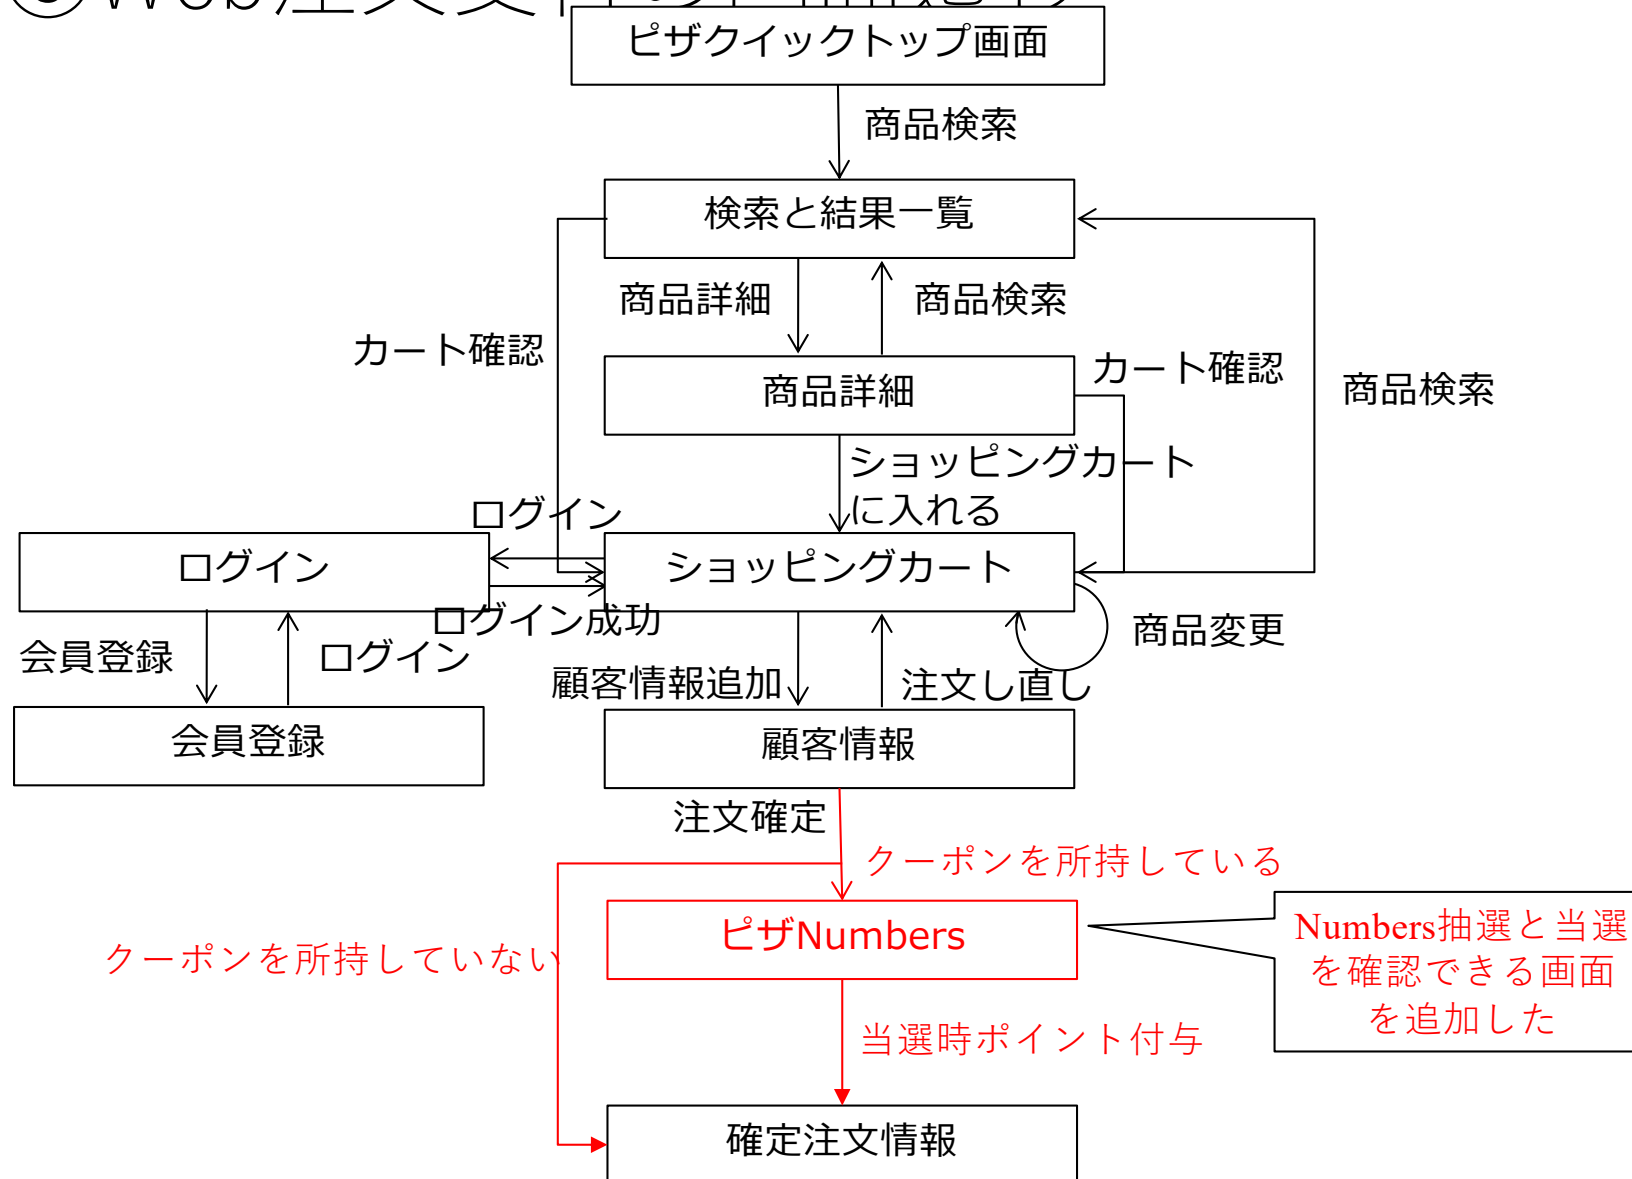 Web注文
ピザクイックトップ画面
商品検索
検索と結果一覧
商品詳細
商品検索
カート確認
カート確認
商品検索
商品詳細
ショッピングカート
に入れる
ログイン
ログイン
ショッピングカート
ログイン成功
商品変更
会員登録
ログイン
顧客情報追加
注文し直し
会員登録
顧客情報
注文確定
クーポンを所持している
ピザNumbers
Numbers抽選と当選
を確認できる画面
を追加した
クーポンを所持していない
当選時ポイント付与
確定注文情報